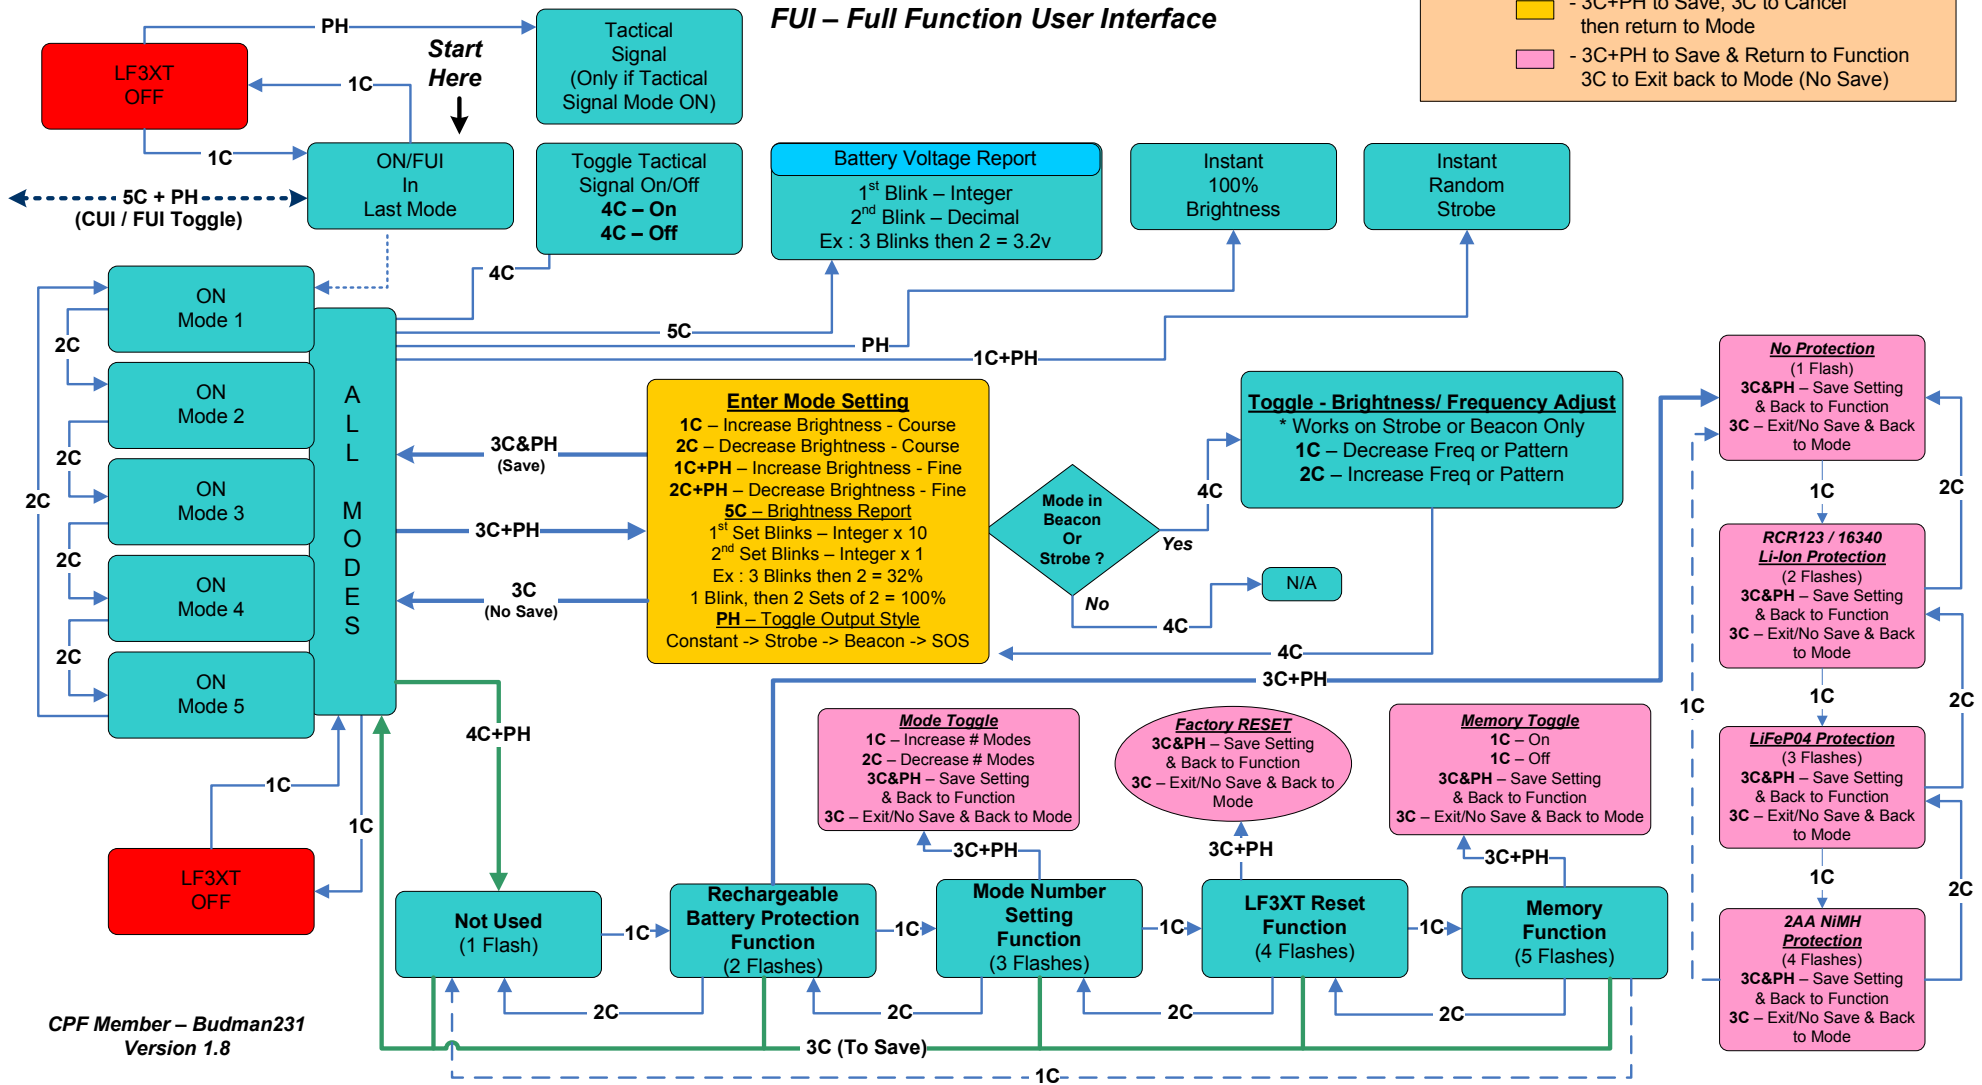 FUI – Full Function User Interface
- 3C+PH to Save, 3C to Cancel
then return to Mode
- 3C+PH to Save & Return to Function
3C to Exit back to Mode (No Save)
PH
Start
Here
LF3XT
OFF
1C
1C
Tactical
Signal
(Only if Tactical
Signal Mode ON)
ON/FUI
In
Last Mode
5C + PH
(CUI / FUI Toggle)
Toggle Tactical
Signal On/Off
4C – On
4C – Off
Battery Voltage Report
1st Blink – Integer
2nd Blink – Decimal
Ex : 3 Blinks then 2 = 3.2v
Instant
100%
Brightness
Instant
Random
Strobe
4C
5C
PH
1C+PH
ON
Mode 1
2C
ON
Mode 2
2C
ON
Mode 3
2C
ON
Mode 4
2C
ON
Mode 5
2C
ALL MODES
3C&PH
(Save)
3C+PH
3C
(No Save)
Enter Mode Setting
1C – Increase Brightness - Course
2C – Decrease Brightness - Course
1C+PH – Increase Brightness - Fine
2C+PH – Decrease Brightness - Fine
5C – Brightness Report
1st Set Blinks – Integer x 10
2nd Set Blinks – Integer x 1
Ex : 3 Blinks then 2 = 32%
1 Blink, then 2 Sets of 2 = 100%
PH – Toggle Output Style
Constant -> Strobe -> Beacon -> SOS
Mode in
Beacon
Or
Strobe ?
Yes
No
4C
4C
N/A
4C
Toggle - Brightness/ Frequency Adjust
* Works on Strobe or Beacon Only
1C – Decrease Freq or Pattern
2C – Increase Freq or Pattern
3C+PH
No Protection
(1 Flash)
3C&PH – Save Setting
& Back to Function
3C – Exit/No Save & Back
to Mode
1C
2C
RCR123 / 16340
Li-Ion Protection
(2 Flashes)
3C&PH – Save Setting
& Back to Function
3C – Exit/No Save & Back
to Mode
1C
2C
1C
LiFeP04 Protection
(3 Flashes)
3C&PH – Save Setting
& Back to Function
3C – Exit/No Save & Back
to Mode
1C
2C
2AA NiMH
Protection
(4 Flashes)
3C&PH – Save Setting
& Back to Function
3C – Exit/No Save & Back
to Mode
4C+PH
1C
1C
LF3XT
OFF
Mode Toggle
1C – Increase # Modes
2C – Decrease # Modes
3C&PH – Save Setting
& Back to Function
3C – Exit/No Save & Back to Mode
Factory RESET
3C&PH – Save Setting
& Back to Function
3C – Exit/No Save & Back to
Mode
Memory Toggle
1C – On
1C – Off
3C&PH – Save Setting
& Back to Function
3C – Exit/No Save & Back to Mode
3C+PH
3C+PH
3C+PH
Not Used
(1 Flash)
1C
Rechargeable
Battery Protection
Function
(2 Flashes)
1C
Mode Number
Setting
Function
(3 Flashes)
1C
LF3XT Reset
Function
(4 Flashes)
1C
Memory
Function
(5 Flashes)
2C
2C
2C
2C
3C (To Save)
1C
CPF Member – Budman231
Version 1.8